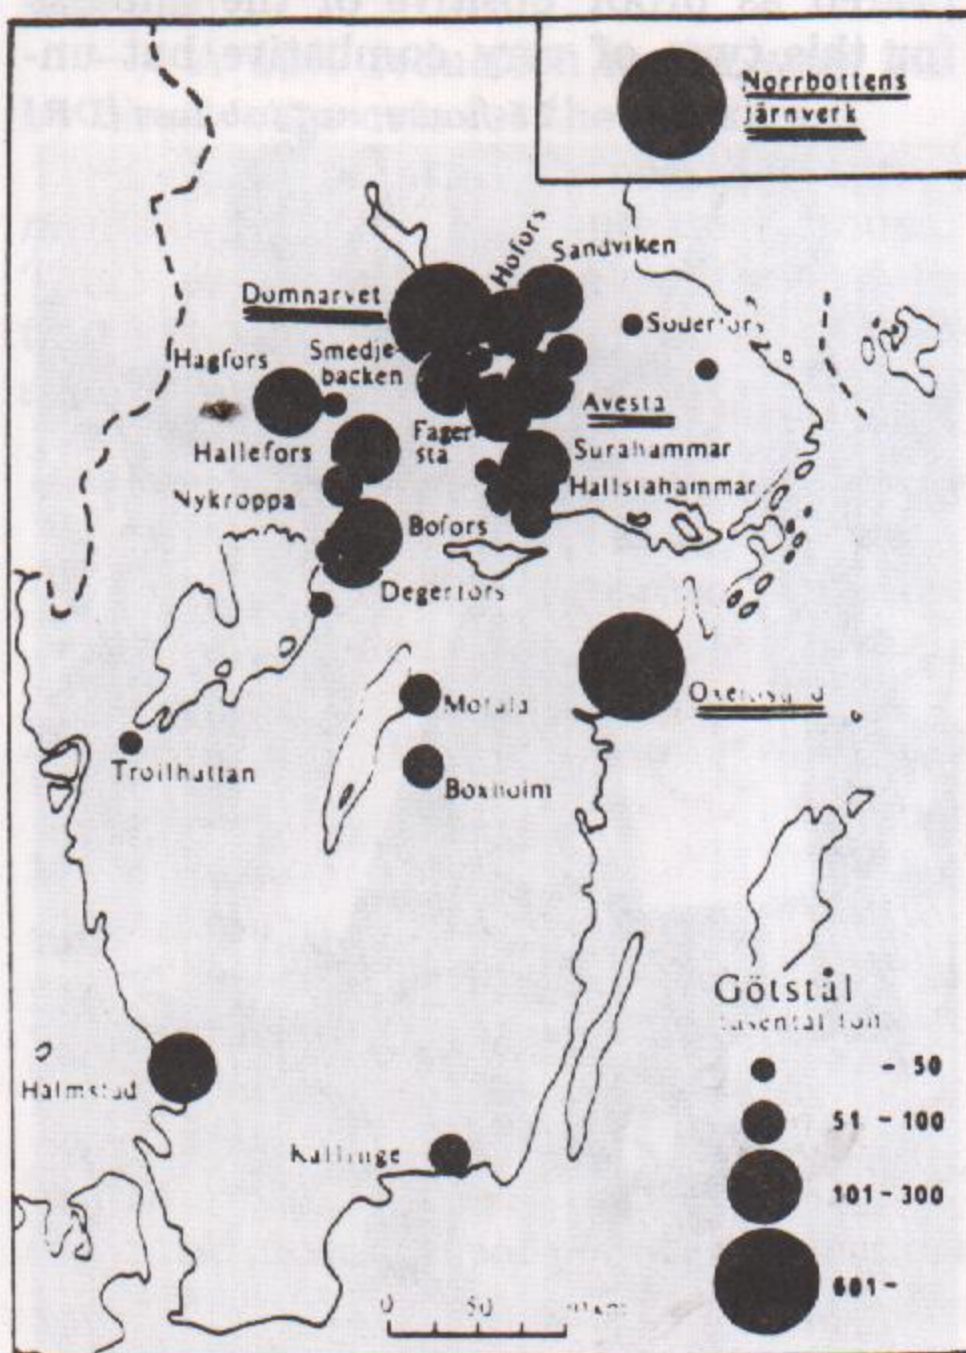 Norrbottens
Järnverk
Hofors
Sandviken
Domnarvet
Söderfors
Hagfors
Smedje-
backen
Avesta
Hällefors
Fager-
sta
Surahammar
Hallstahammar
Nykroppa
Bofors
Degerfors
Motala
Oxelösund
Trollhättan
Boxholm
Götstål
tusental ton
- 50
Halmstad
51 - 100
Kallinge
101 - 300
601 -
0 50